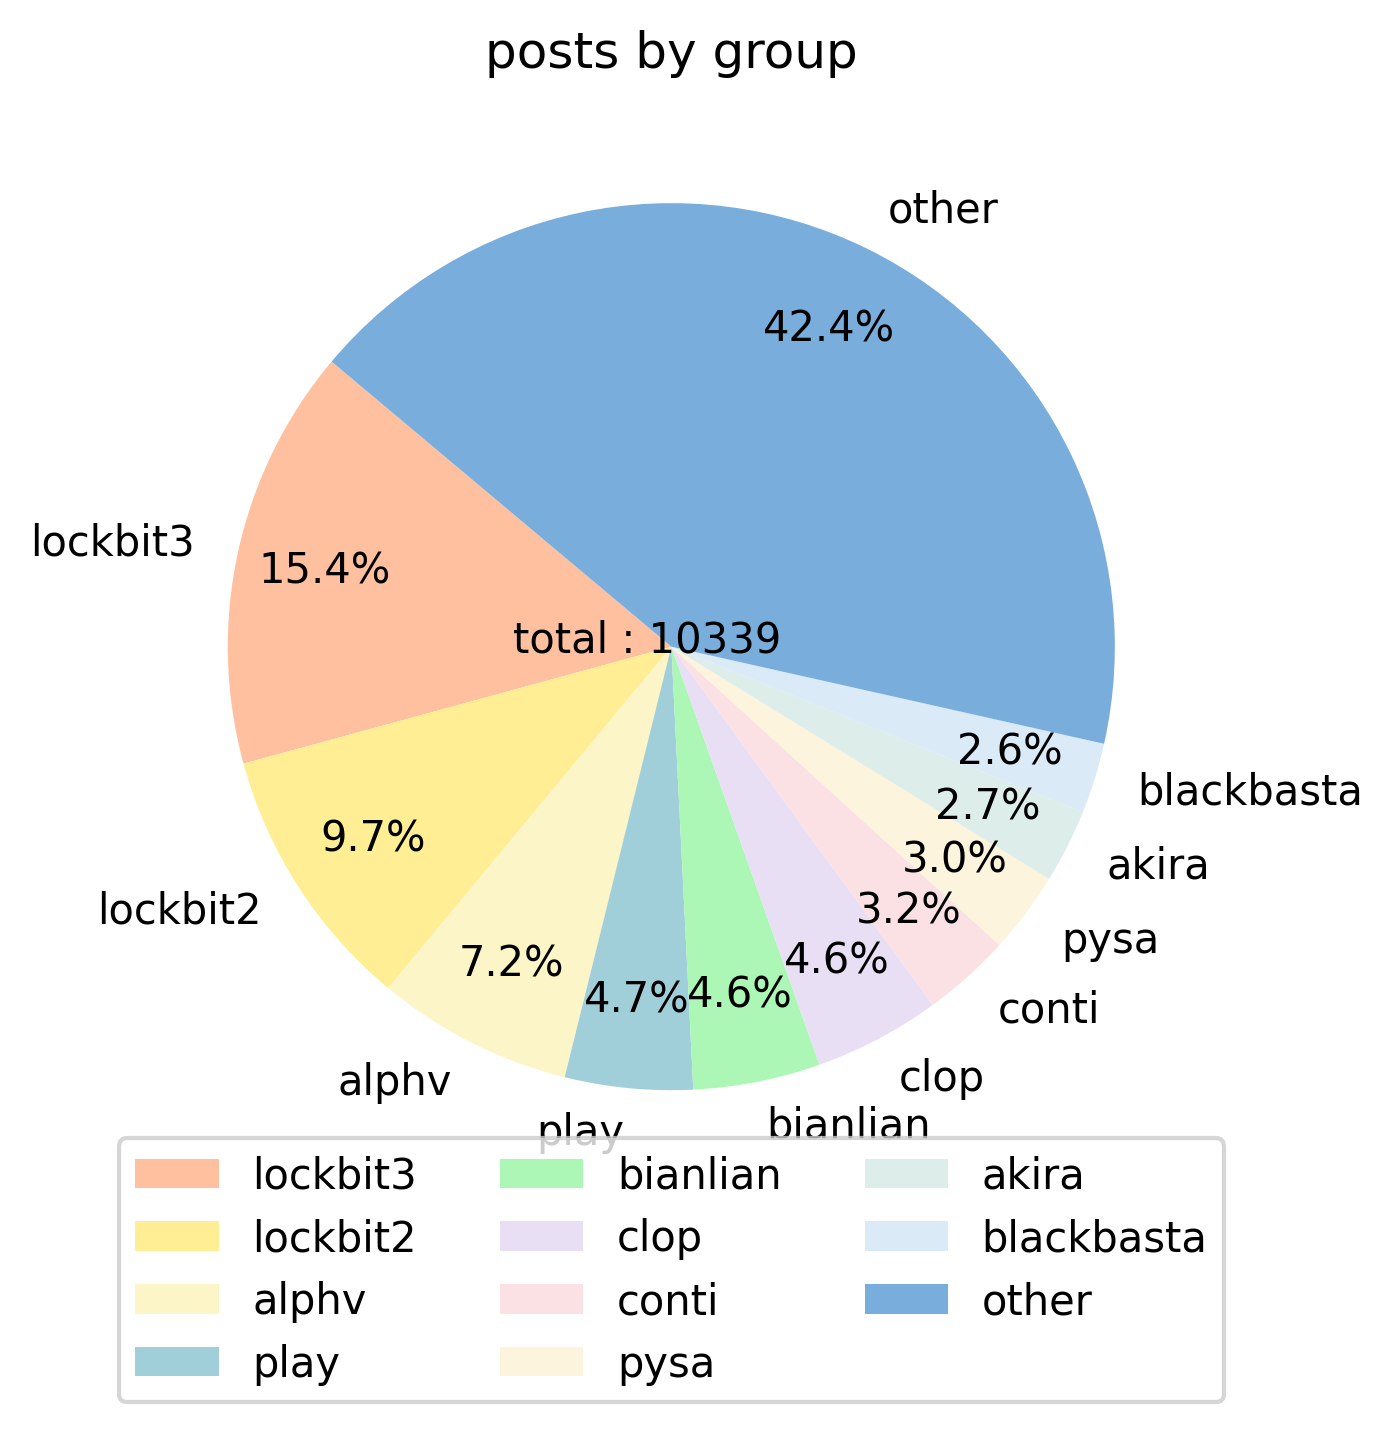 posts by group
other
42.4%
lockbit3
15.4%
total : 10339
2.6%
blackbasta
2.7%
akira
9.7%
3.0%
lockbit2
3.2%
pysa
7.2%
4.6%
4.7%
4.6%
conti
alphv
clop
play
bianlian
lockbit3
lockbit2
alphv
play
bianlian
clop
conti
pysa
akira
blackbasta
other